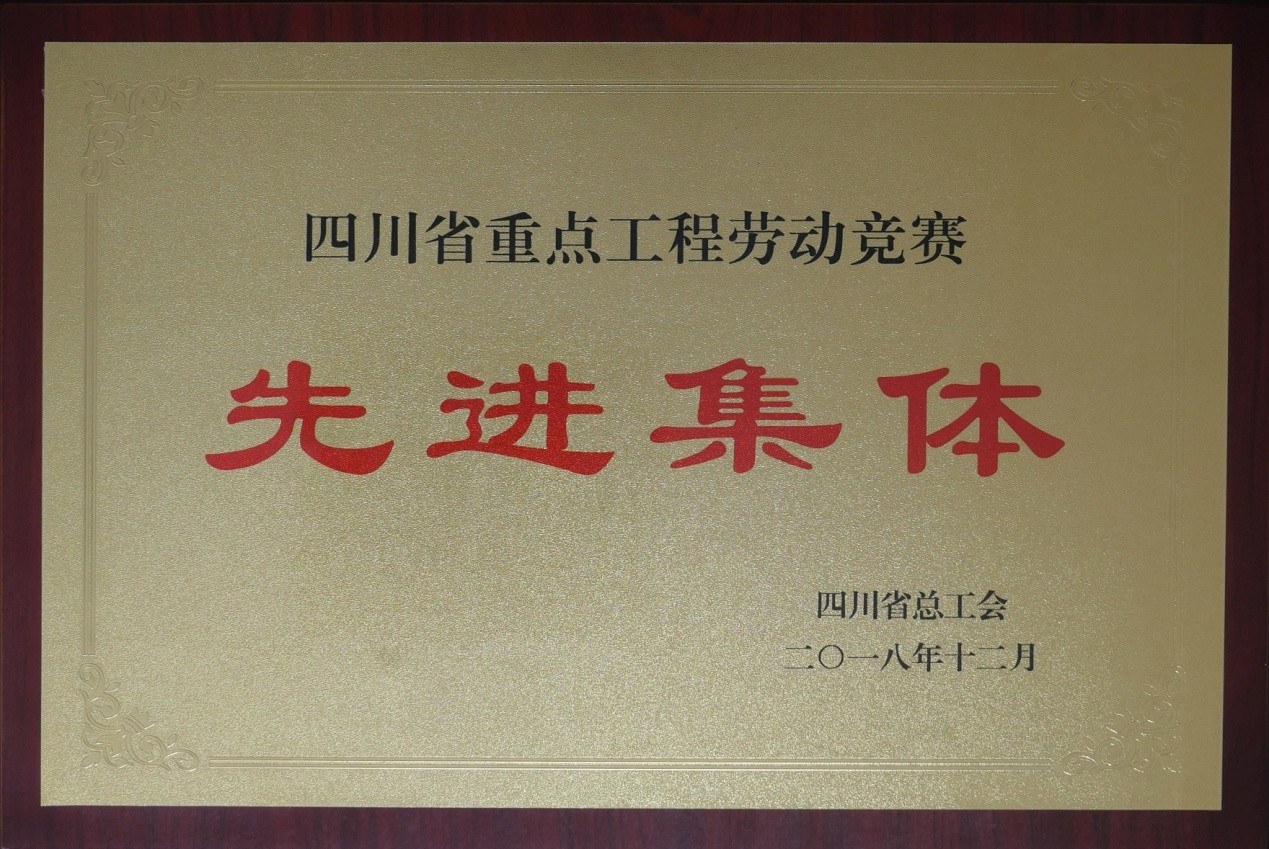 四川省重点工程劳动竞赛
先进集体
四川省总工会
二〇一八年十二月